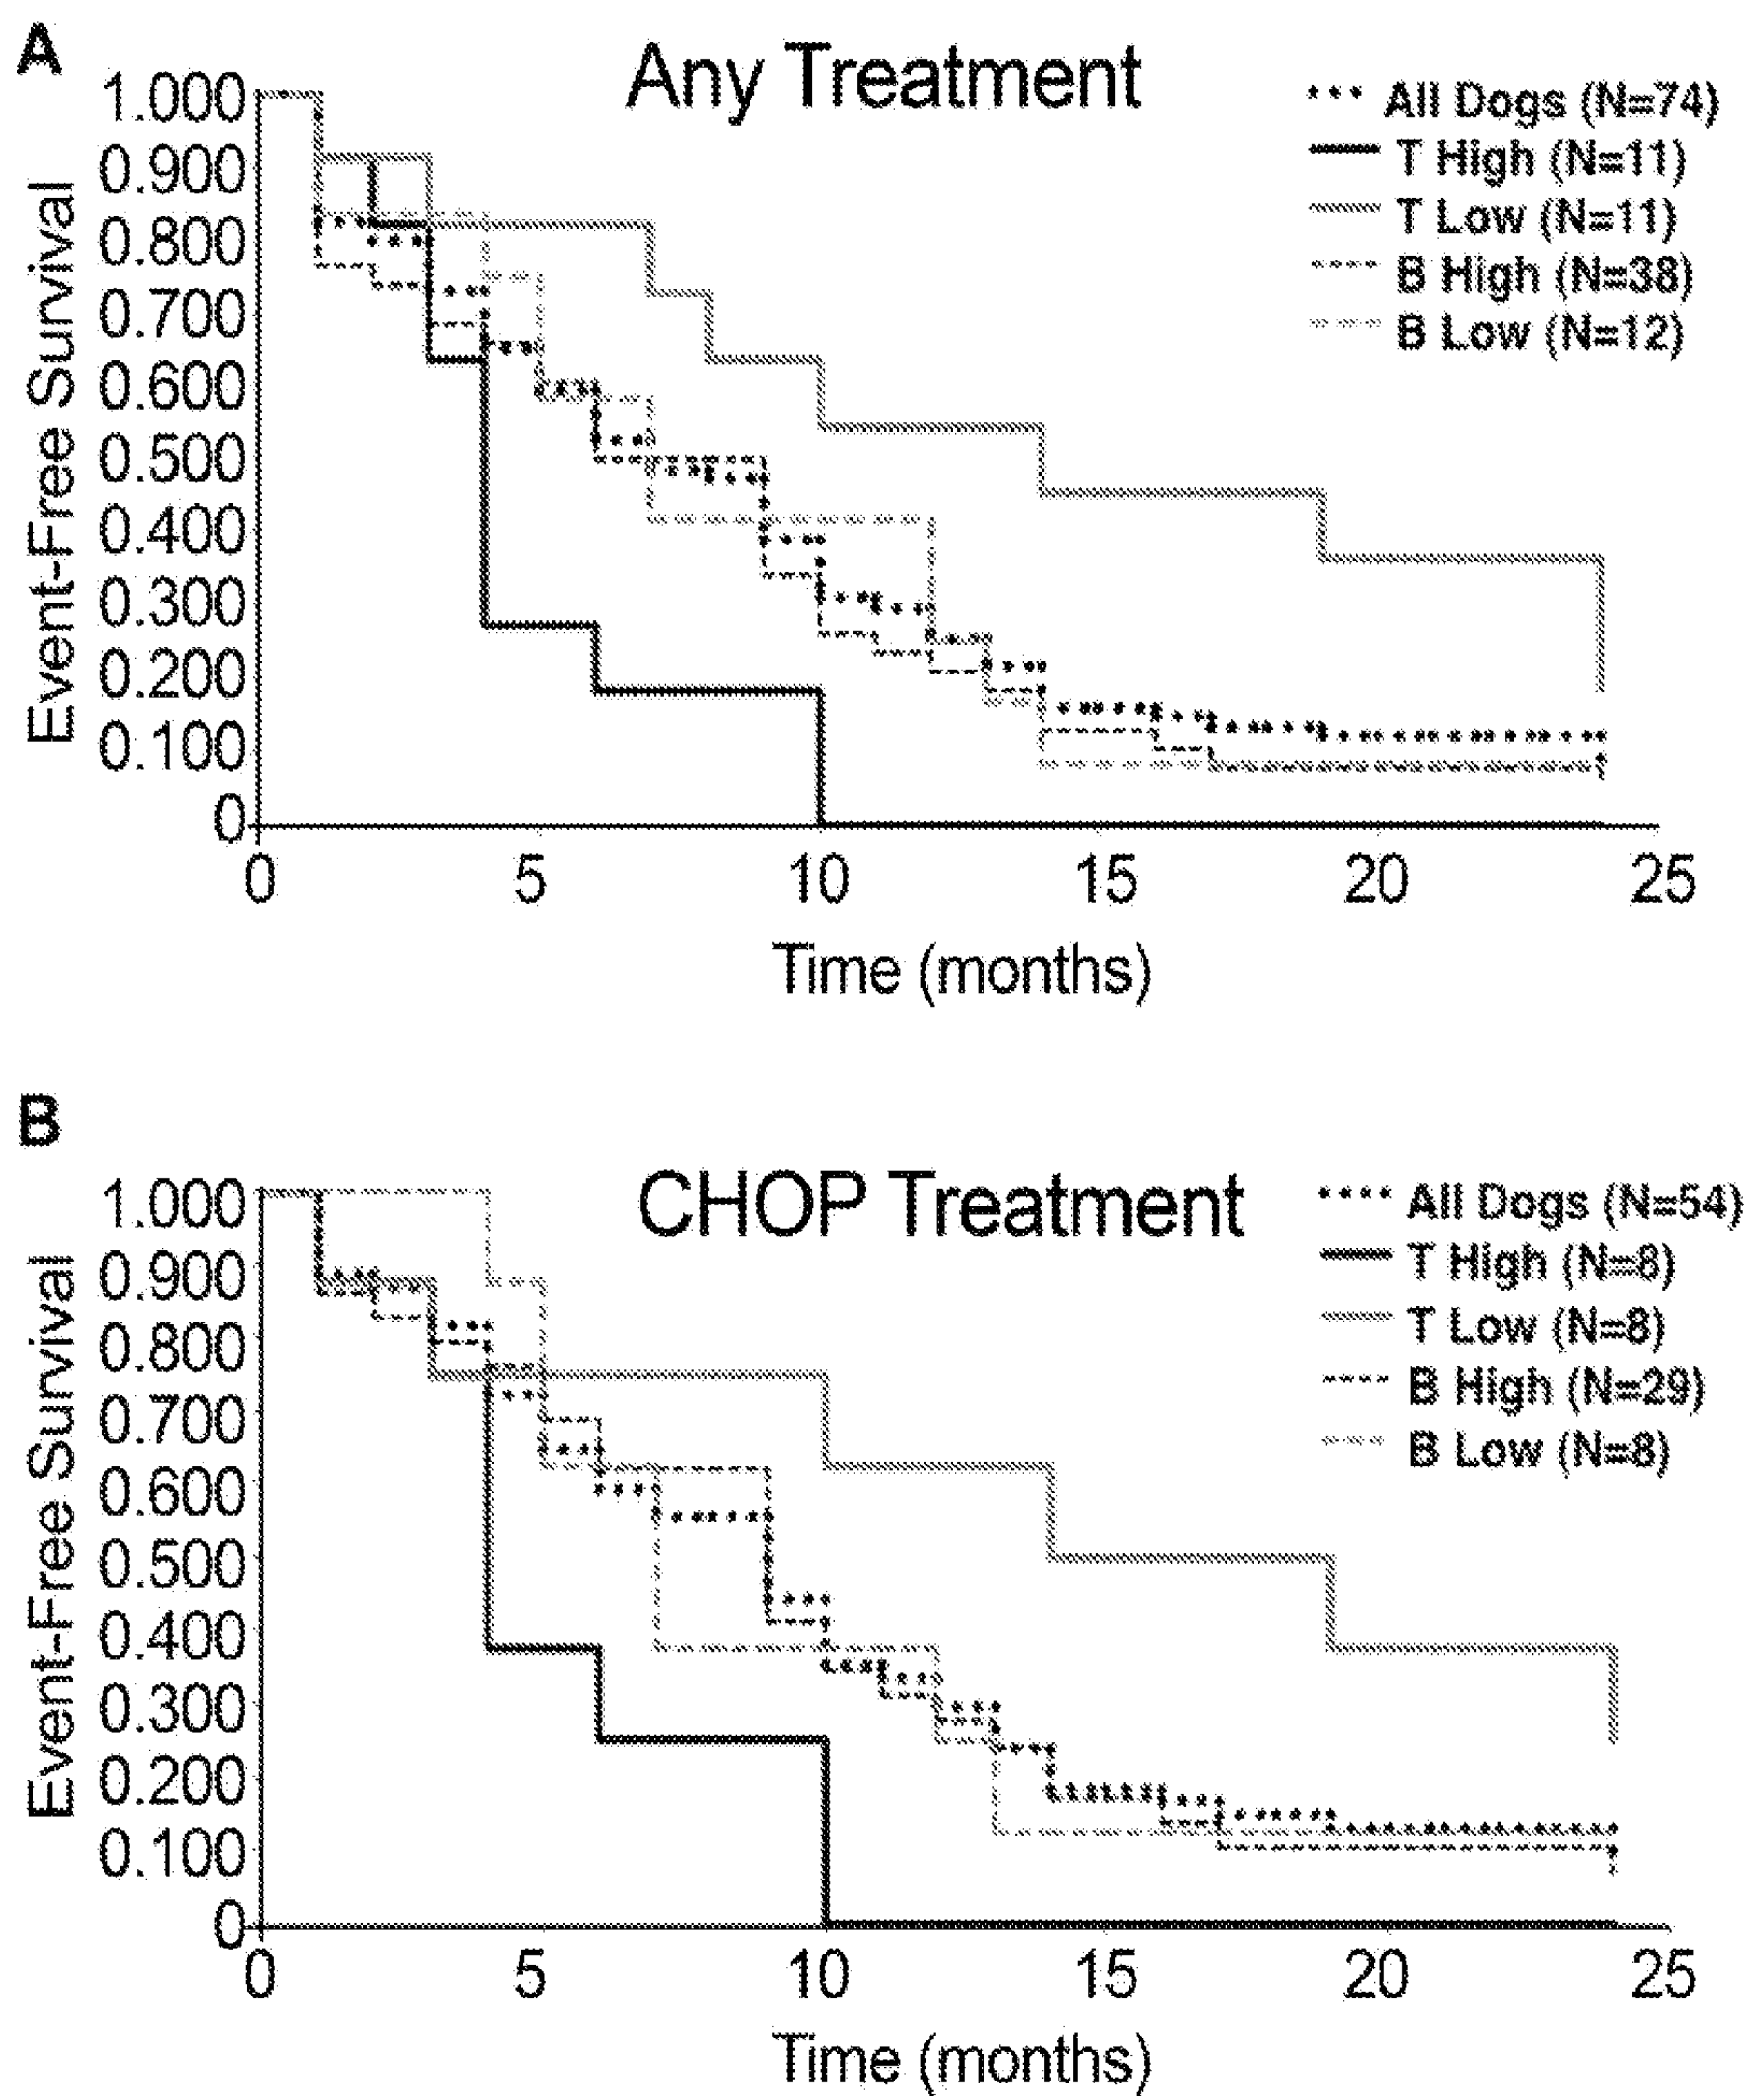 A
Any Treatment
Event-Free Survival
1.000
0.900
0.800
0.700
0.600
0.500
0.400
0.300
0.200
0.100
0
All Dogs (N=74)
T High (N=11)
T Low (N=11)
B High (N=38)
B Low (N=12)
0 5 10 15 20 25
Time (months)
B
CHOP Treatment
Event-Free Survival
1.000
0.900
0.800
0.700
0.600
0.500
0.400
0.300
0.200
0.100
0
All Dogs (N=54)
T High (N=8)
T Low (N=8)
B High (N=29)
B Low (N=8)
0 5 10 15 20 25
Time (months)